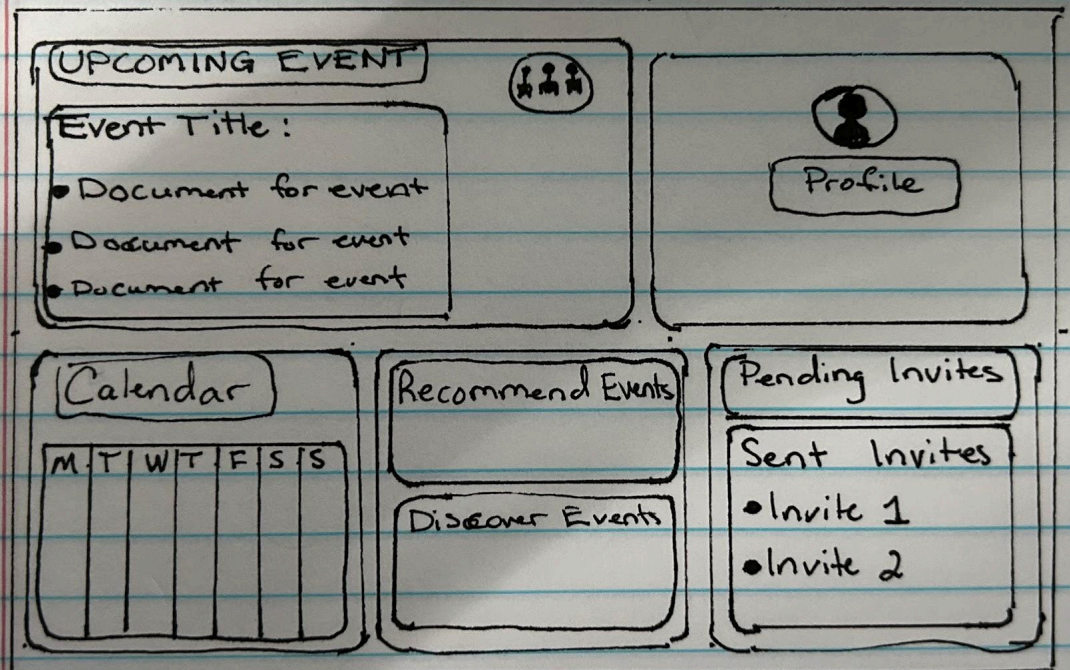 UPCOMING EVENT
Event Title:
• Document for event
• Document for event
• Document for event
Profile
Calendar
M T W T F S S
Recommend Events
Discover Events
Pending Invites
Sent Invites
• Invite 1
• Invite 2